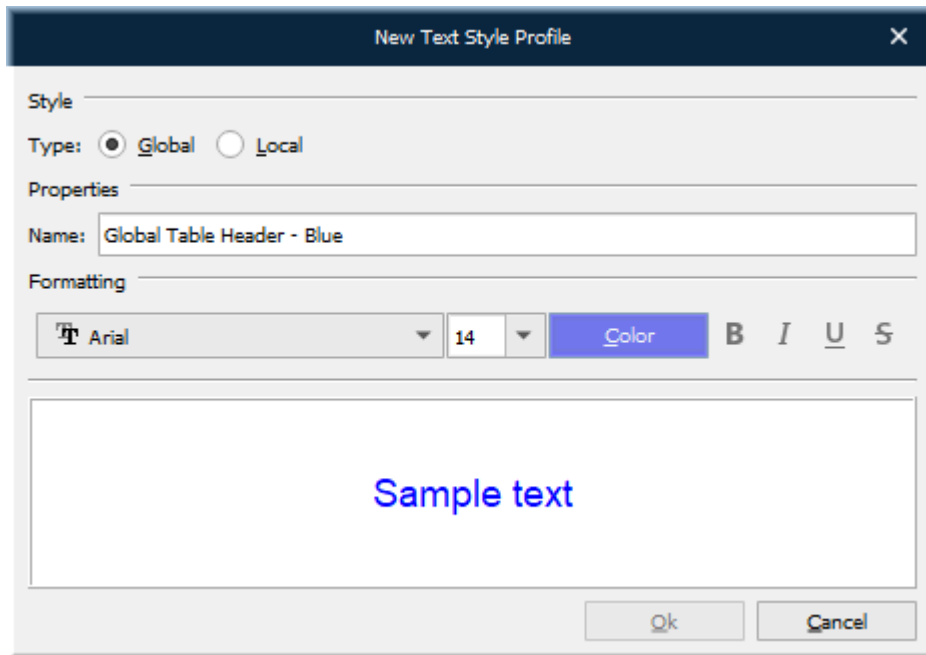 New Text Style Profile
Style
Type: Global Local
Properties
Name: Global Table Header - Blue
Formatting
T Arial 14 Color B I U S
Sample text
Ok Cancel